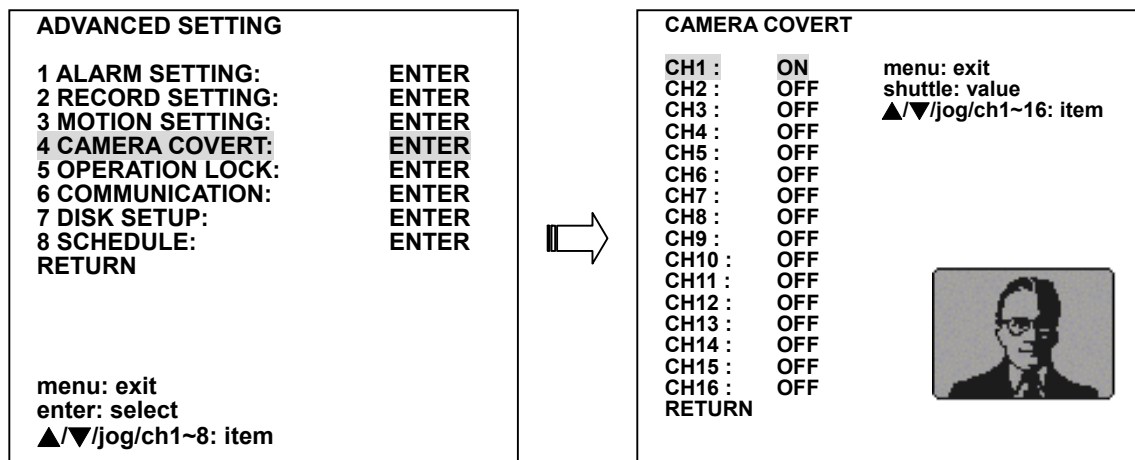 ADVANCED SETTING
1 ALARM SETTING: ENTER
2 RECORD SETTING: ENTER
3 MOTION SETTING: ENTER
4 CAMERA COVERT: ENTER
5 OPERATION LOCK: ENTER
6 COMMUNICATION: ENTER
7 DISK SETUP: ENTER
8 SCHEDULE: ENTER
RETURN
menu: exit
enter: select
▲/▼/jog/ch1~8: item
CAMERA COVERT
CH1 : ON
CH2 : OFF
CH3 : OFF
CH4 : OFF
CH5 : OFF
CH6 : OFF
CH7 : OFF
CH8 : OFF
CH9 : OFF
CH10 : OFF
CH11 : OFF
CH12 : OFF
CH13 : OFF
CH14 : OFF
CH15 : OFF
CH16 : OFF
RETURN
menu: exit
shuttle: value
▲/▼/jog/ch1~16: item